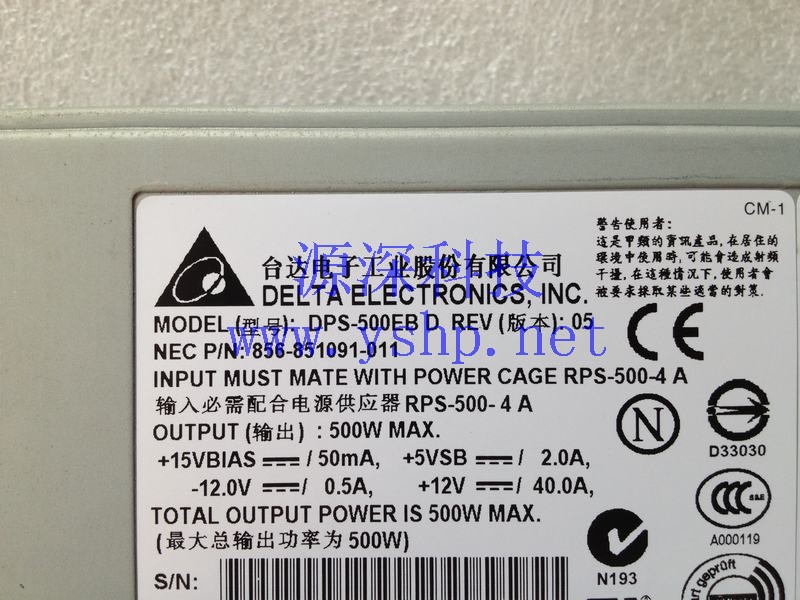 CM-1
警告使用者:
這是甲類的資訊產品,在居住的
環境中使用時,可能會造成射頻
干擾,在這種情況下,使用者會
被要求採取某些適當的對策.
台达电子工业股份有限公司
DELTA ELECTRONICS, INC.
源深科技
www.yshp.net
MODEL (型号): DPS-500EB D REV (版本): 05
NEC P/N: 856-851091-011
INPUT MUST MATE WITH POWER CAGE RPS-500-4 A
输入必需配合电源供应器RPS-500- 4 A
OUTPUT (输出) : 500W MAX.
+15VBIAS / 50mA, +5VSB / 2.0A,
-12.0V / 0.5A, +12V / 40.0A,
TOTAL OUTPUT POWER IS 500W MAX.
(最大总输出功率为 500W)
S/N:
CE
N
D33030
CCC S&E
A000119
N193
geprüft